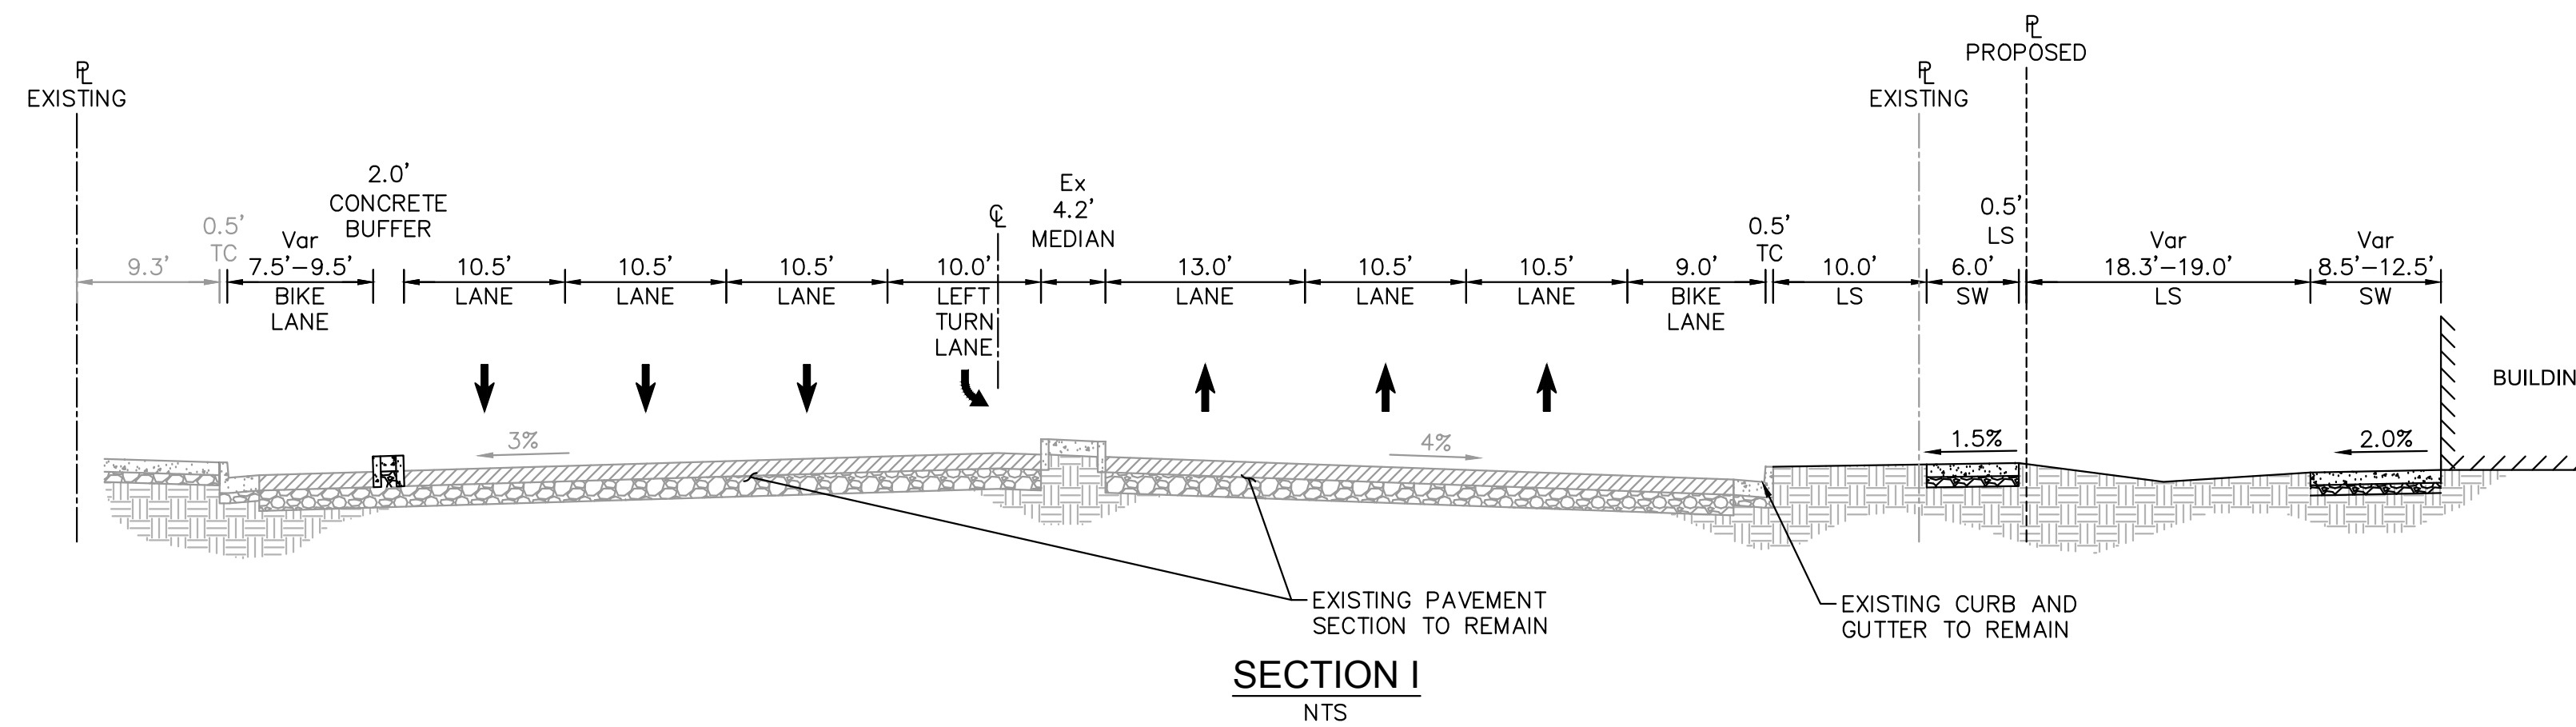 ℄ PROPOSED
℄ EXISTING
℄ EXISTING
2.0'
CONCRETE
BUFFER
Ex
4.2'
MEDIAN
0.5'
TC
Var
℄
0.5'
TC
0.5'
LS
Var
Var
9.3'
7.5'–9.5'
10.5'
10.5'
10.5'
10.0'
13.0'
10.5'
10.5'
9.0'
10.0'
6.0'
18.3'–19.0'
8.5'–12.5'
BIKE
LANE
LANE
LANE
LANE
LEFT
TURN
LANE
LANE
LANE
LANE
BIKE
LANE
LS
SW
LS
SW
BUILDIN
3%
4%
1.5%
2.0%
EXISTING PAVEMENT
SECTION TO REMAIN
EXISTING CURB AND
GUTTER TO REMAIN
SECTION I
NTS